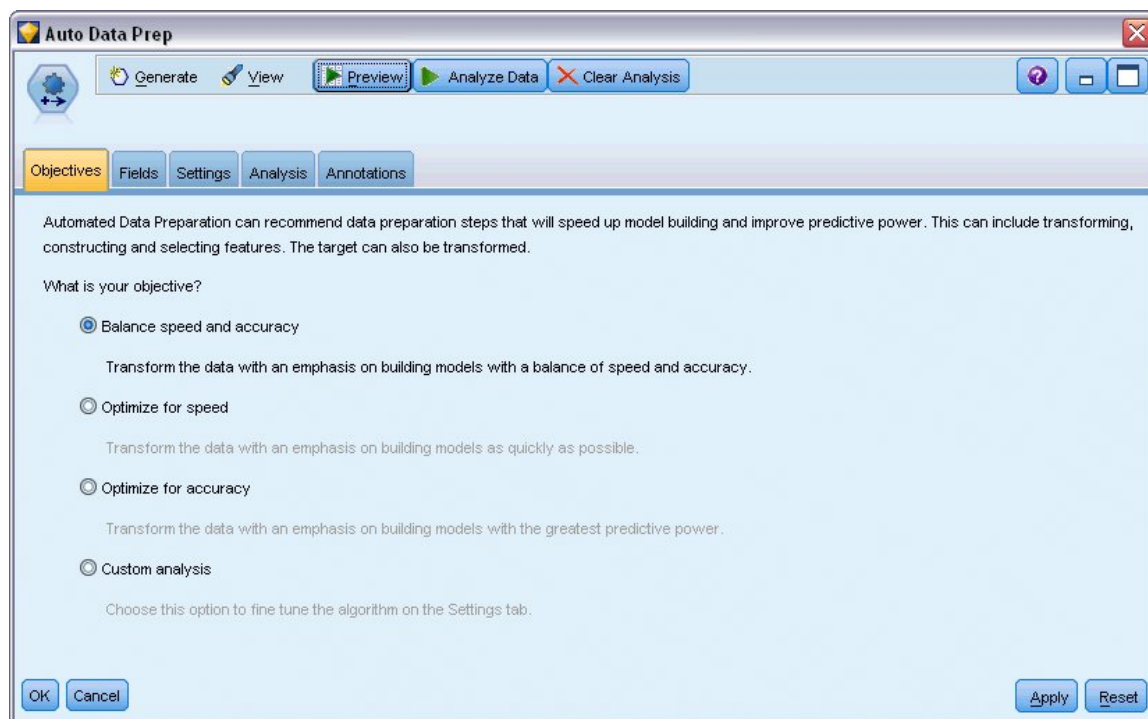 Auto Data Prep
Generate View Preview Analyze Data Clear Analysis
Objectives Fields Settings Analysis Annotations
Automated Data Preparation can recommend data preparation steps that will speed up model building and improve predictive power. This can include transforming,
constructing and selecting features. The target can also be transformed.
What is your objective?
Balance speed and accuracy
Transform the data with an emphasis on building models with a balance of speed and accuracy.
Optimize for speed
Transform the data with an emphasis on building models as quickly as possible.
Optimize for accuracy
Transform the data with an emphasis on building models with the greatest predictive power.
Custom analysis
Choose this option to fine tune the algorithm on the Settings tab.
OK Cancel Apply Reset